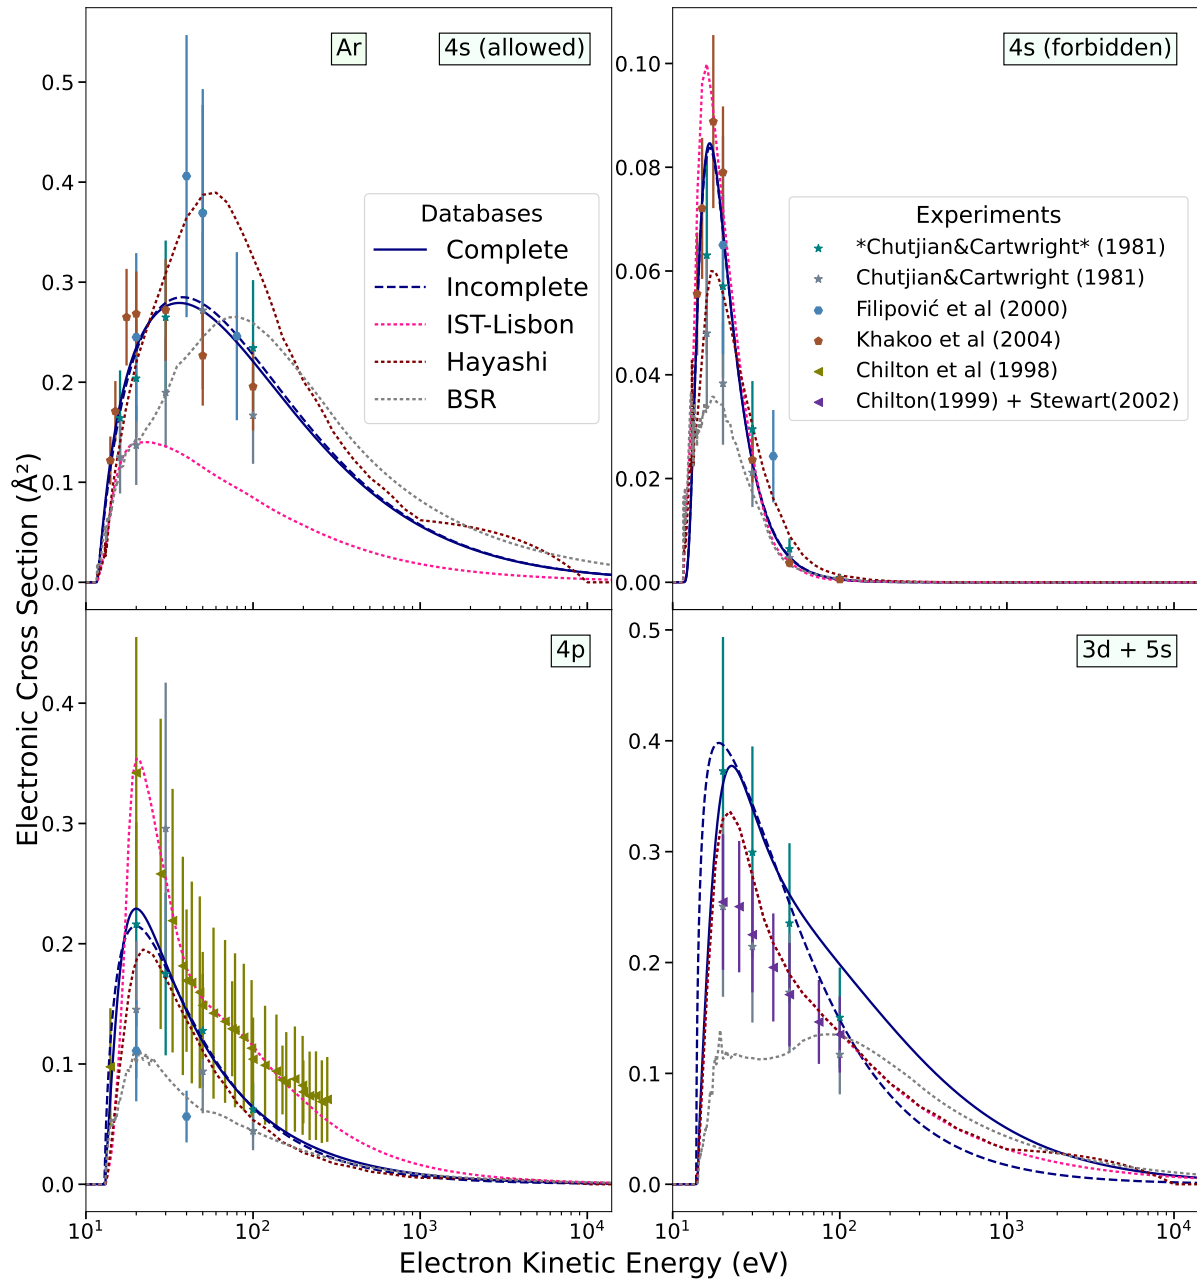 Ar
4s (allowed)
4s (forbidden)
0.5
0.4
0.3
0.2
0.1
0.0
Databases
Complete
Incomplete
IST-Lisbon
Hayashi
BSR
0.10
0.08
0.06
0.04
0.02
0.00
Experiments
*Chutjian&Cartwright* (1981)
Chutjian&Cartwright (1981)
Filipović et al (2000)
Khakoo et al (2004)
Chilton et al (1998)
Chilton(1999) + Stewart(2002)
Electronic Cross Section (Å²)
4p
3d + 5s
0.4
0.3
0.2
0.1
0.0
0.5
0.4
0.3
0.2
0.1
0.0
10¹ 10² 10³ 10⁴
10¹ 10² 10³ 10⁴
Electron Kinetic Energy (eV)